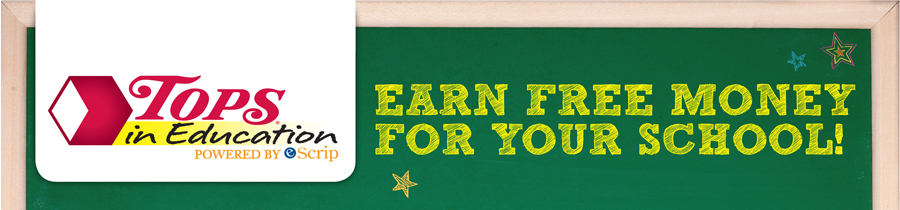 TOPS
in Education
POWERED BY eScrip
EARN FREE MONEY
FOR YOUR SCHOOL!